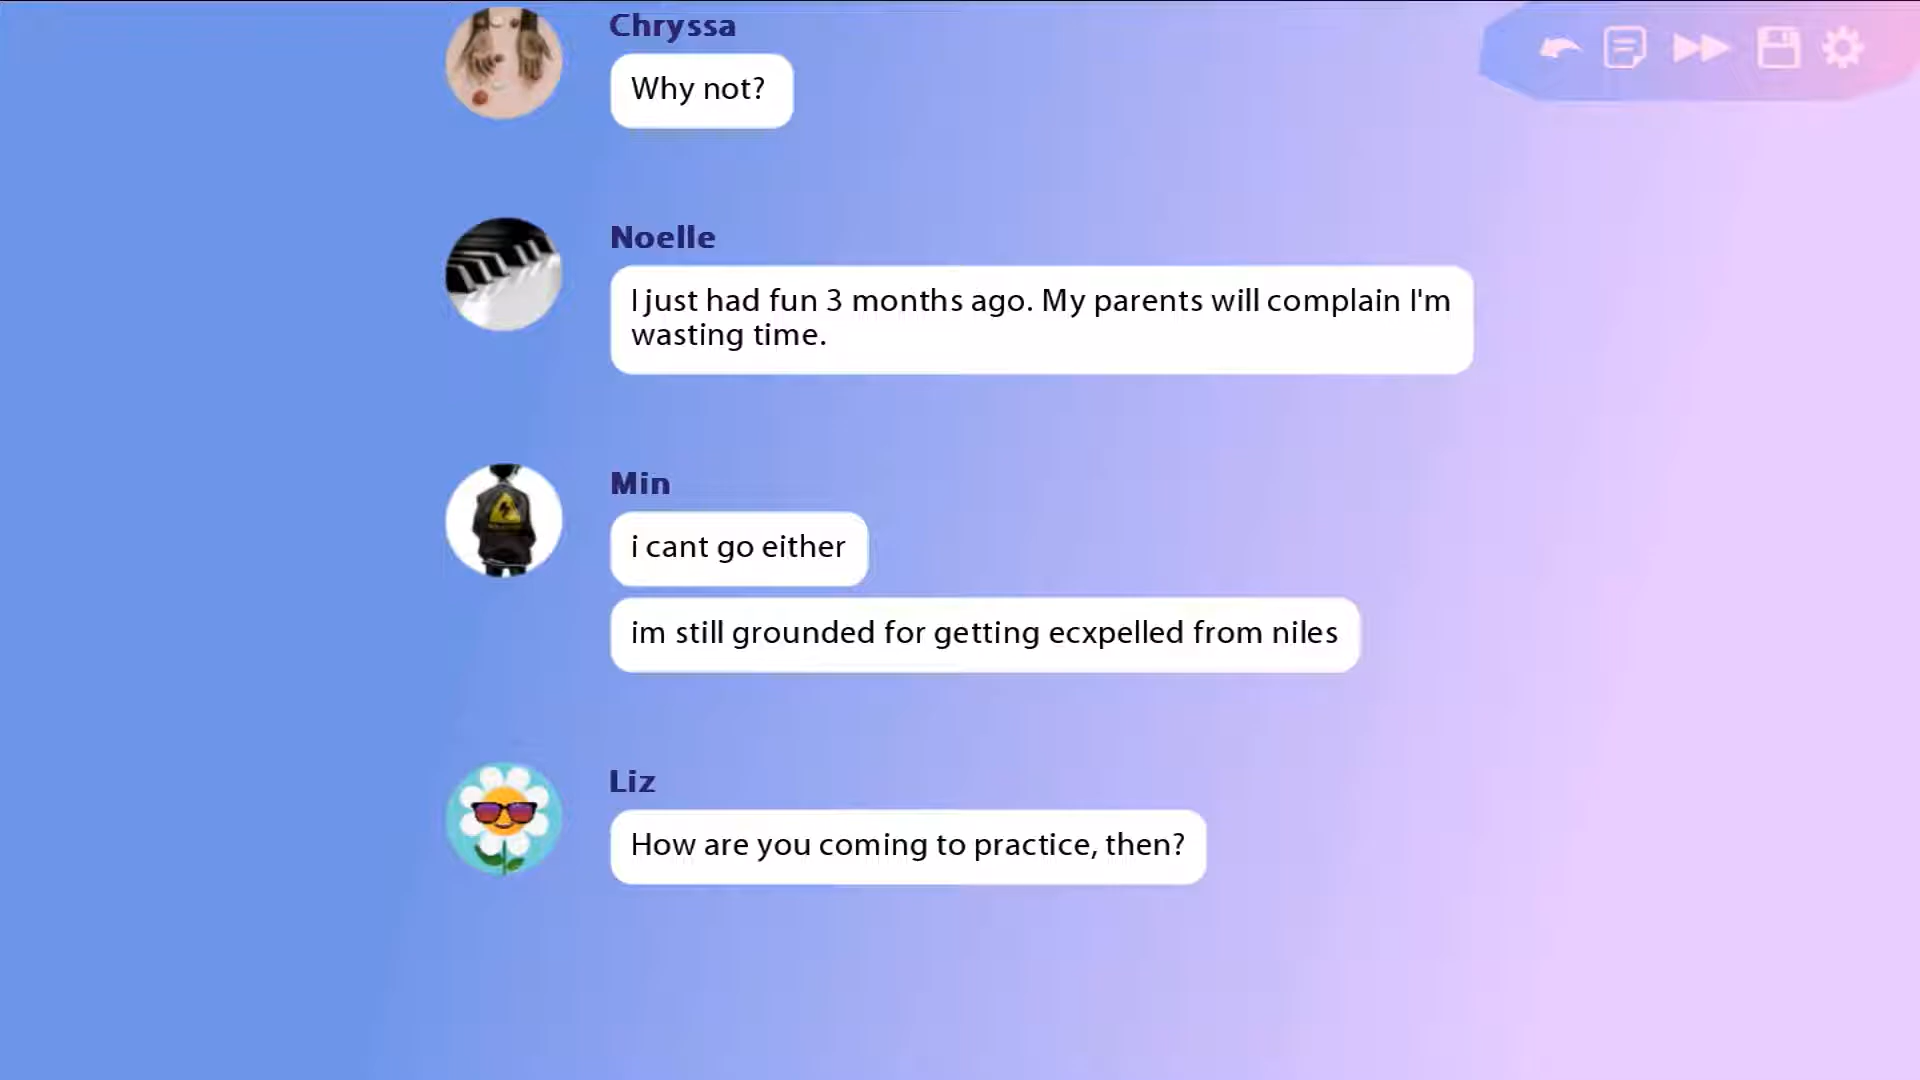 Chryssa
Why not?
Noelle
I just had fun 3 months ago. My parents will complain I'm
wasting time.
Min
i cant go either
im still grounded for getting ecxpelled from niles
Liz
How are you coming to practice, then?